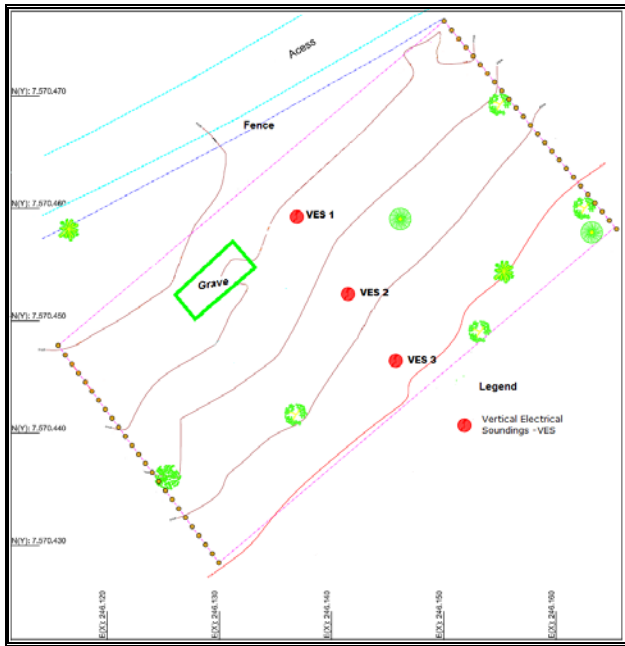 Acess
N(Y): 7,570.470
Fence
N(Y): 7,570.460
VES 1
Grave
VES 2
N(Y): 7,570.450
VES 3
Legend
N(Y): 7,570.440
Vertical Electrical
Soundings - VES
N(Y): 7,570.430
E(X): 246.129
E(X): 246.130
E(X): 246.140
E(X): 246.150
E(X): 246.160